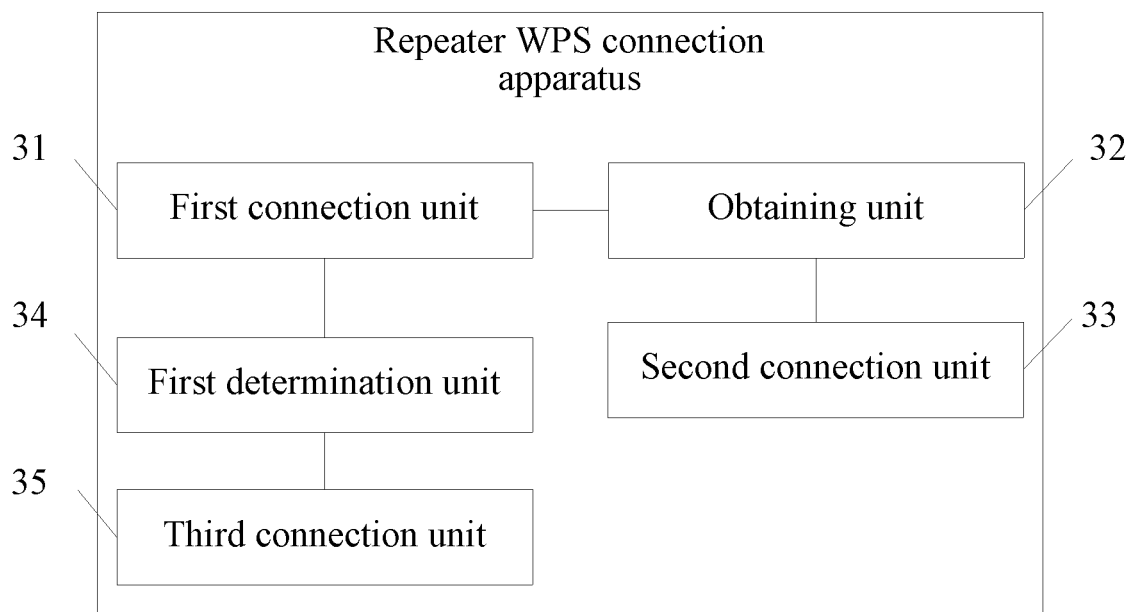 Repeater WPS connection
apparatus
31
First connection unit
Obtaining unit
32
34
First determination unit
Second connection unit
33
35
Third connection unit